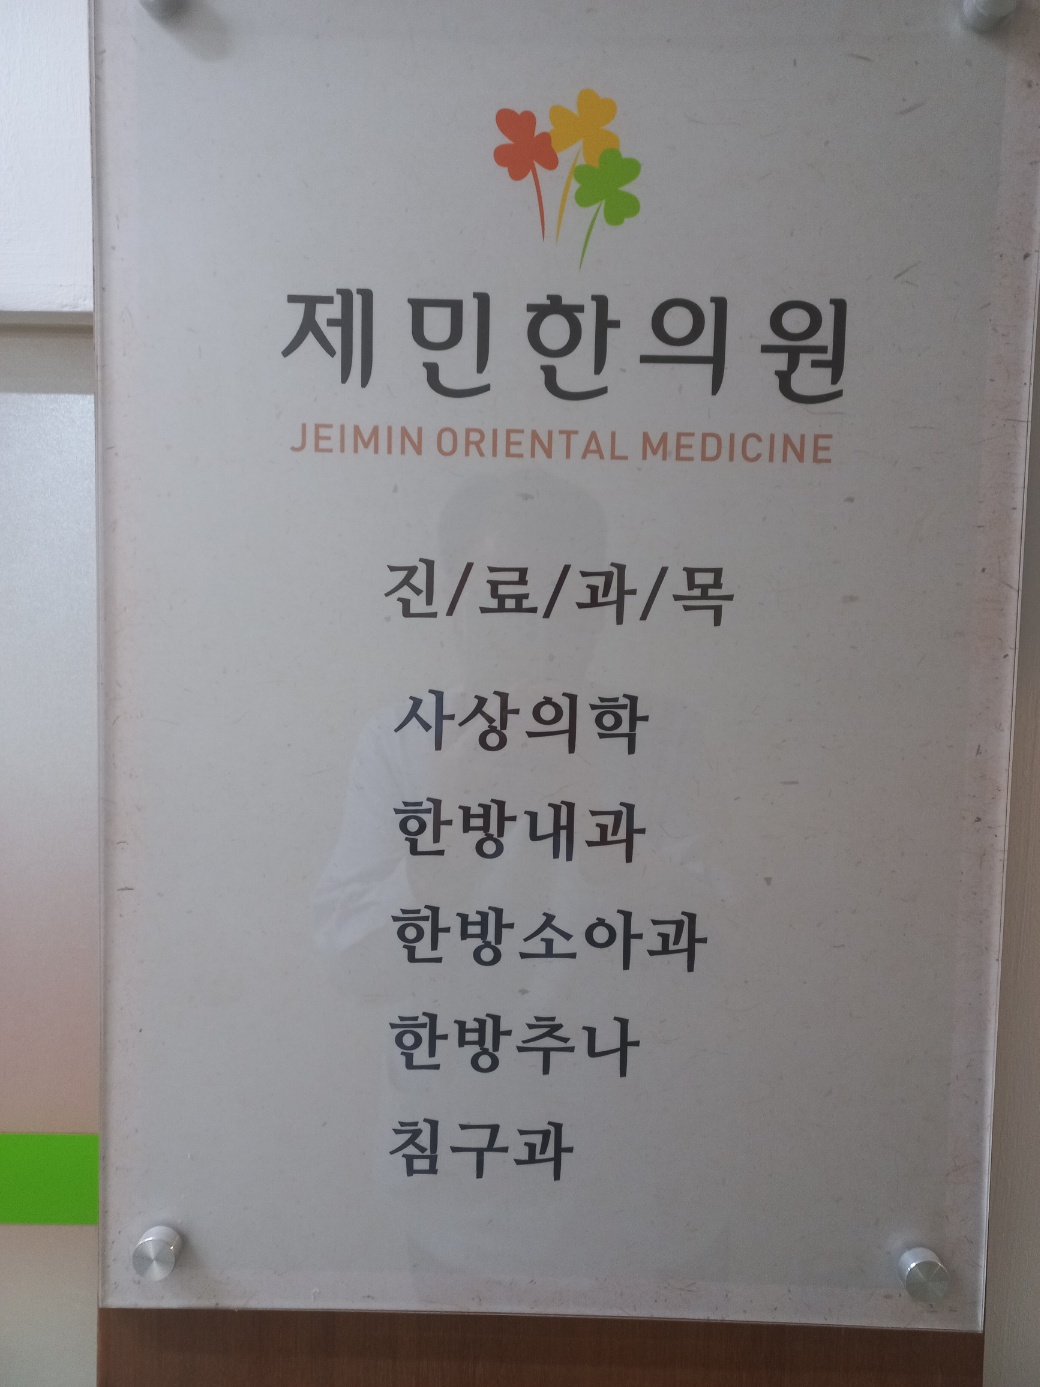 제민한의원
JEIMIN ORIENTAL MEDICINE
진/료/과/목
사상의학
한방내과
한방소아과
한방추나
침구과